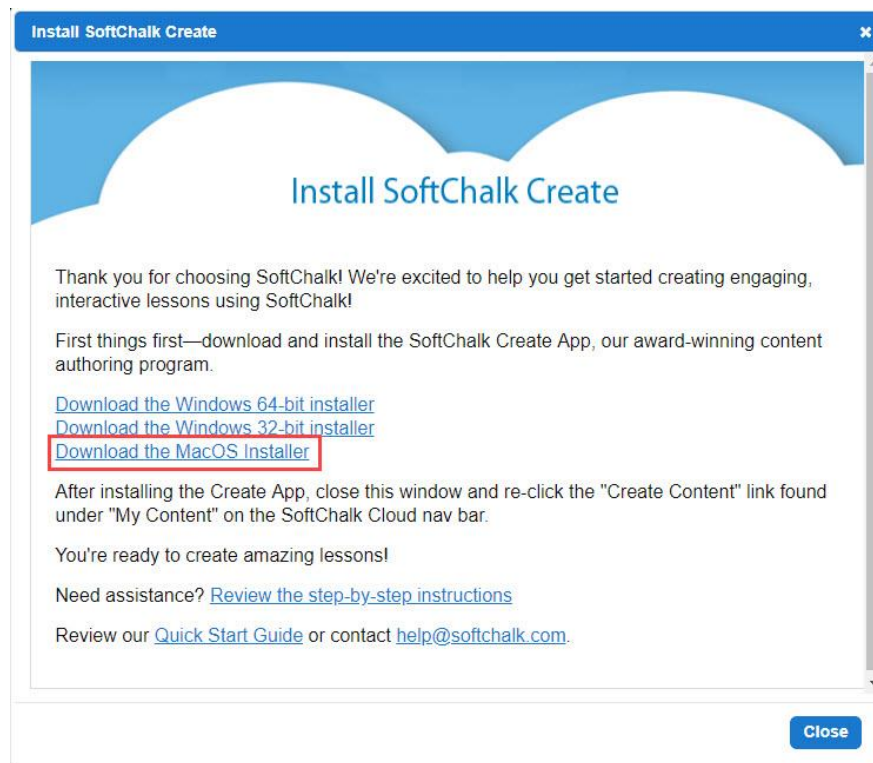 Install SoftChalk Create
Install SoftChalk Create
Thank you for choosing SoftChalk! We're excited to help you get started creating engaging,
interactive lessons using SoftChalk!
First things first—download and install the SoftChalk Create App, our award-winning content
authoring program.
Download the Windows 64-bit installer
Download the Windows 32-bit installer
Download the MacOS Installer
After installing the Create App, close this window and re-click the "Create Content" link found
under "My Content" on the SoftChalk Cloud nav bar.
You're ready to create amazing lessons!
Need assistance? Review the step-by-step instructions
Review our Quick Start Guide or contact help@softchalk.com.
Close